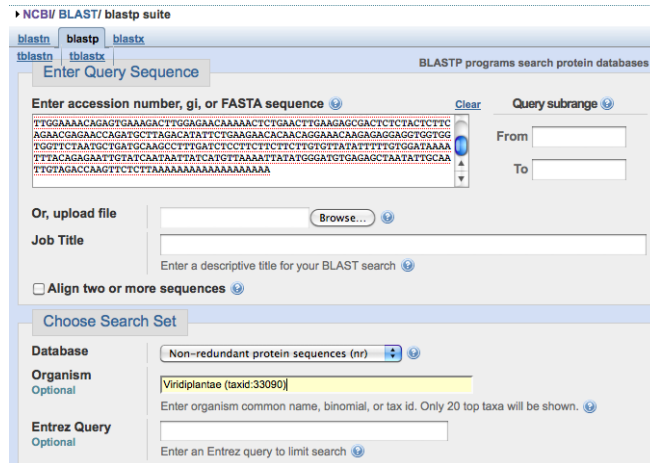 NCBI/ BLAST/ blastp suite
blastn blastp blastx
tblastn tblastx
BLASTP programs search protein databases
Enter Query Sequence
Enter accession number, gi, or FASTA sequence
Clear
Query subrange
TTGGAAAACAGAGTGAAAGACTTGGAGAACAAAAACTCTGAACTTGAAGAGCGACTCTCTACTCTTC
AGAACGAGAACCAGATGCTTAGACATATTCTGAAGAACACAACAGGAAACAAGAGAGGAGGTGGTGG
TGGTTCTAATGCTGATGCAAGCCTTTGATCTCCTTCTTCTTCTTGTGTTATATTTTTGTGGATAAAA
TTTACAGAGAATTGTATCAATAATTATCATGTTAAAATTATATGGGATGTGAGAGCTAATATTGCAA
TTGTAGACCAAGTTCTCTTAAAAAAAAAAAAAAAAAAA
From
To
Or, upload file
Browse...
Job Title
Enter a descriptive title for your BLAST search
Align two or more sequences
Choose Search Set
Database
Non-redundant protein sequences (nr)
Organism
Optional
Viridiplantae (taxid:33090)
Enter organism common name, binomial, or tax id. Only 20 top taxa will be shown.
Entrez Query
Optional
Enter an Entrez query to limit search